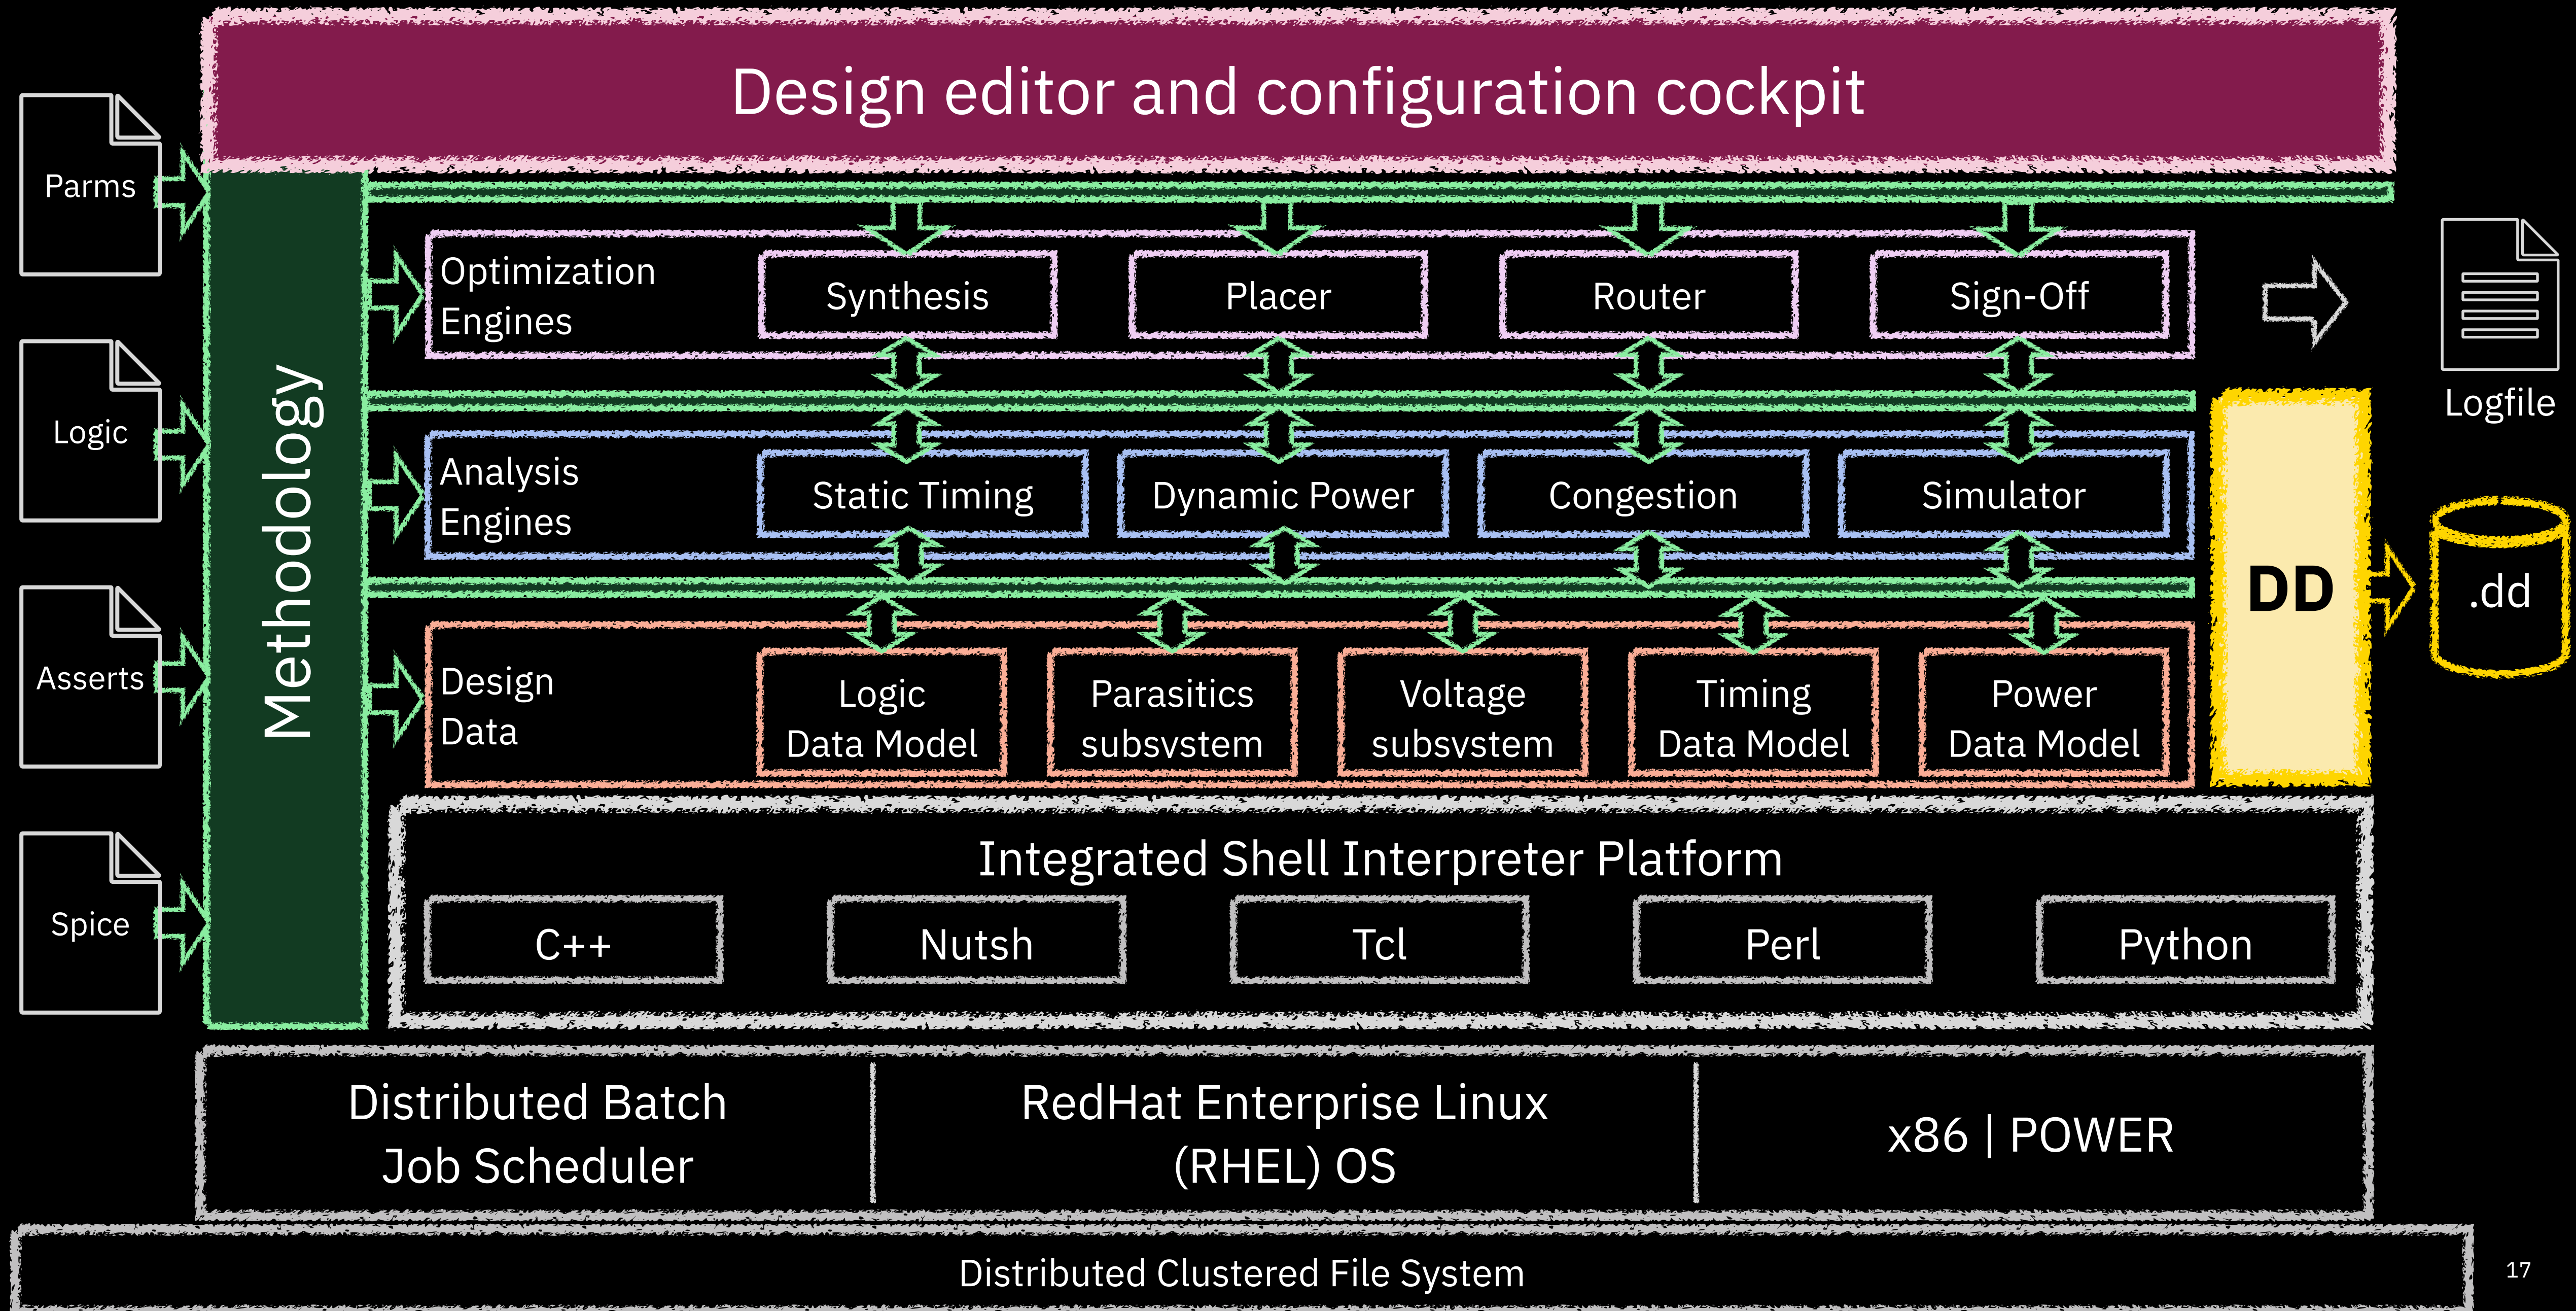 Design editor and configuration cockpit
Parms
Logic
Asserts
Spice
Methodology
Optimization
Engines
Synthesis
Placer
Router
Sign-Off
Logfile
Analysis
Engines
Static Timing
Dynamic Power
Congestion
Simulator
DD
.dd
Design
Data
Logic
Data Model
Parasitics
subsystem
Voltage
subsystem
Timing
Data Model
Power
Data Model
Integrated Shell Interpreter Platform
C++
Nutsh
Tcl
Perl
Python
Distributed Batch
Job Scheduler
RedHat Enterprise Linux
(RHEL) OS
x86 | POWER
Distributed Clustered File System
17